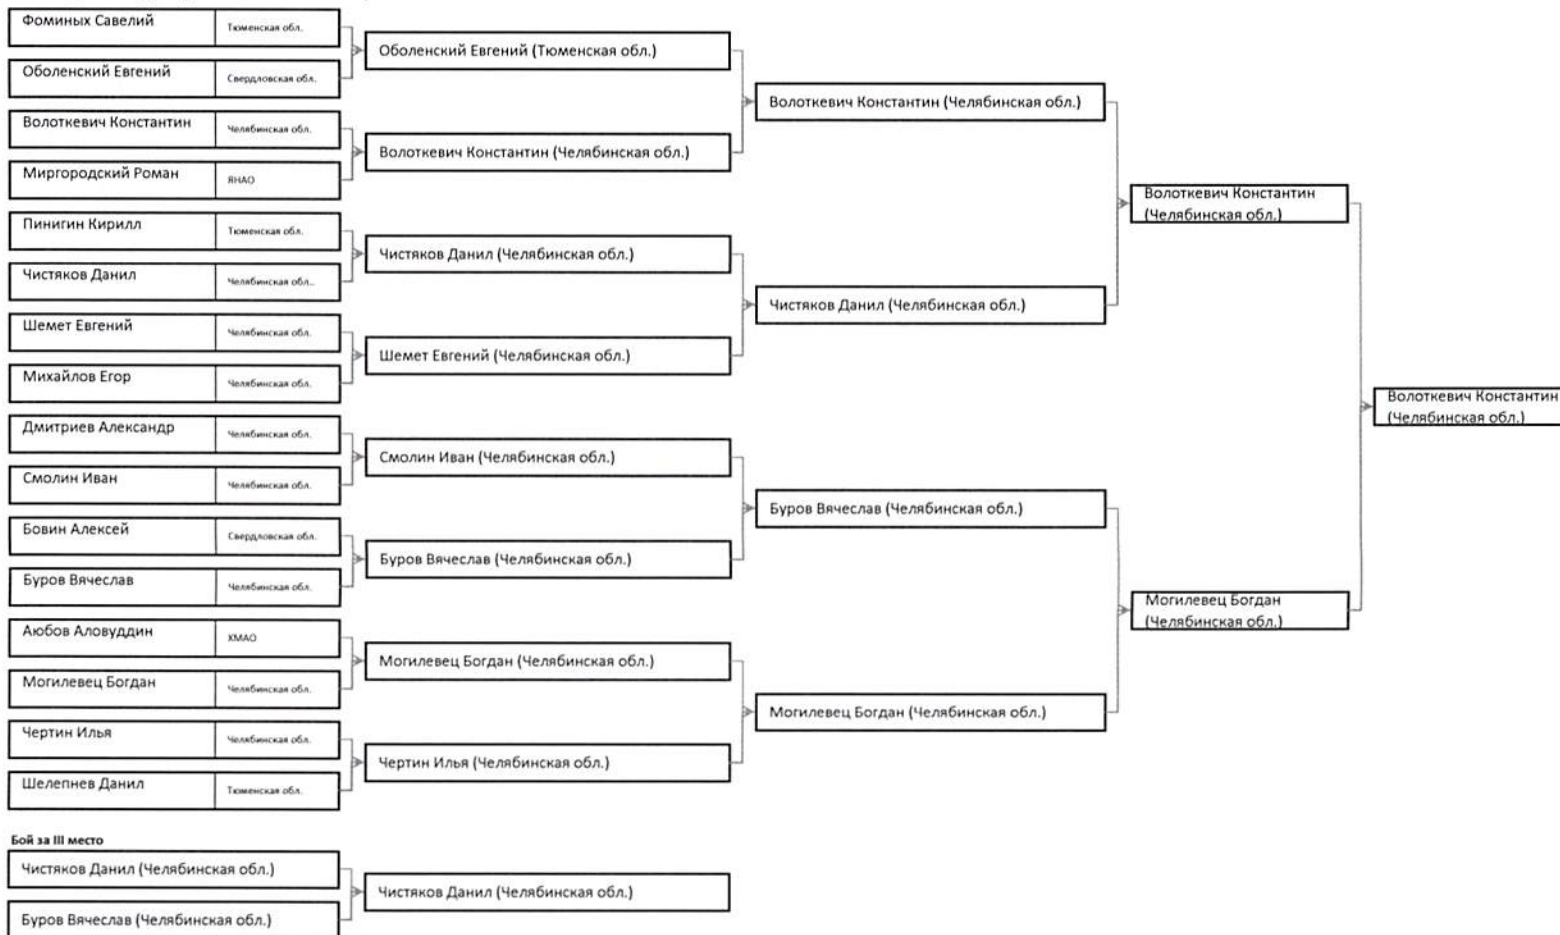 Фоминых Савелий Тюменская обл.
Оболенский Евгений Свердловская обл.
Волоткевич Константин Челябинская обл.
Миргородский Роман ЯНАО
Пинигин Кирилл Тюменская обл.
Чистяков Данил Челябинская обл..
Шемет Евгений Челябинская обл.
Михайлов Егор Челябинская обл.
Дмитриев Александр Челябинская обл.
Смолин Иван Челябинская обл.
Бовин Алексей Свердловская обл.
Буров Вячеслав Челябинская обл.
Аюбов Аловуддин ХМАО
Могилевец Богдан Челябинская обл.
Чертин Илья Челябинская обл.
Шелепнев Данил Тюменская обл.
Оболенский Евгений (Тюменская обл.)
Волоткевич Константин (Челябинская обл.)
Чистяков Данил (Челябинская обл.)
Шемет Евгений (Челябинская обл.)
Смолин Иван (Челябинская обл.)
Буров Вячеслав (Челябинская обл.)
Могилевец Богдан (Челябинская обл.)
Чертин Илья (Челябинская обл.)
Волоткевич Константин (Челябинская обл.)
Чистяков Данил (Челябинская обл.)
Буров Вячеслав (Челябинская обл.)
Могилевец Богдан (Челябинская обл.)
Волоткевич Константин
(Челябинская обл.)
Могилевец Богдан
(Челябинская обл.)
Волоткевич Константин
(Челябинская обл.)
Бой за III место
Чистяков Данил (Челябинская обл.)
Буров Вячеслав (Челябинская обл.)
Чистяков Данил (Челябинская обл.)